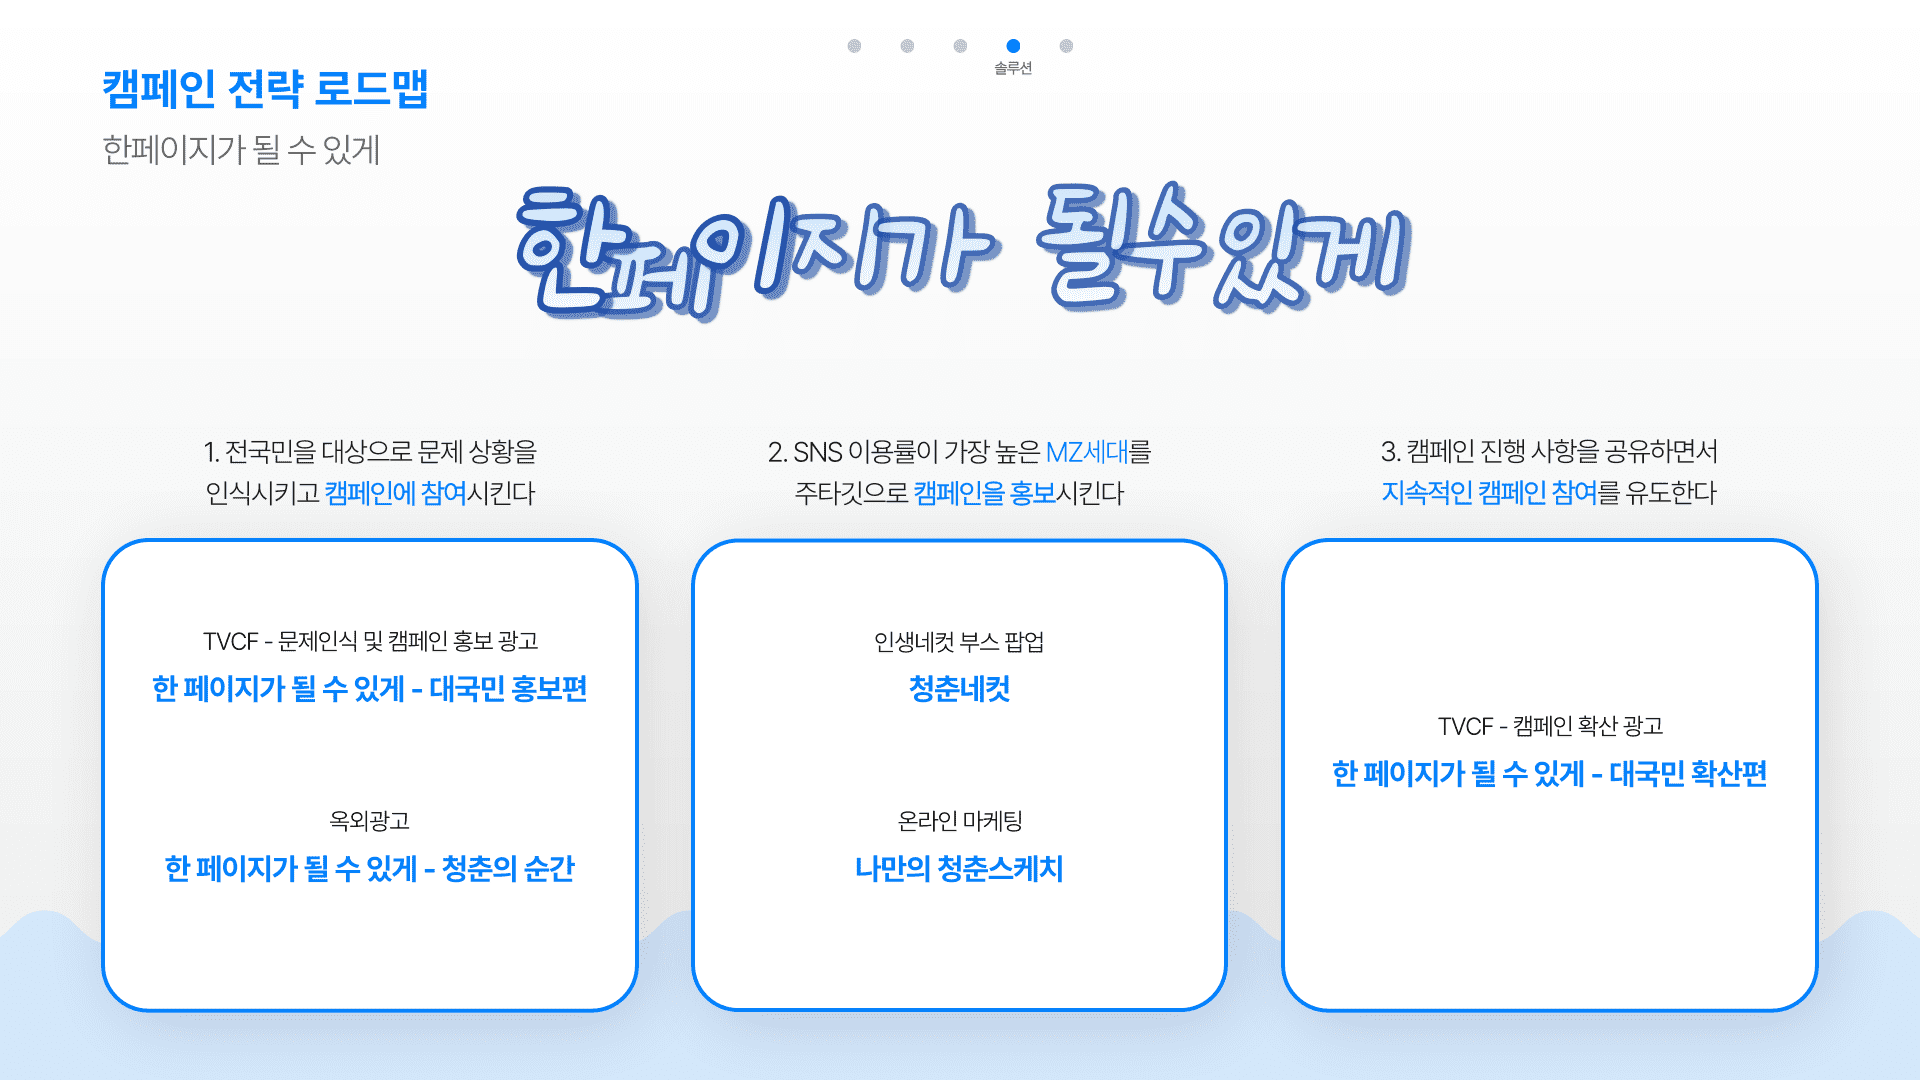 솔루션
캠페인 전략 로드맵
한페이지가 될 수 있게
한페이지가 될수있게
1. 전국민을 대상으로 문제 상황을
인식시키고 캠페인에 참여시킨다
TVCF - 문제인식 및 캠페인 홍보 광고
한 페이지가 될 수 있게 - 대국민 홍보편
옥외광고
한 페이지가 될 수 있게 - 청춘의 순간
2. SNS 이용률이 가장 높은 MZ세대를
주타깃으로 캠페인을 홍보시킨다
인생네컷 부스 팝업
청춘네컷
온라인 마케팅
나만의 청춘스케치
3. 캠페인 진행 사항을 공유하면서
지속적인 캠페인 참여를 유도한다
TVCF - 캠페인 확산 광고
한 페이지가 될 수 있게 - 대국민 확산편